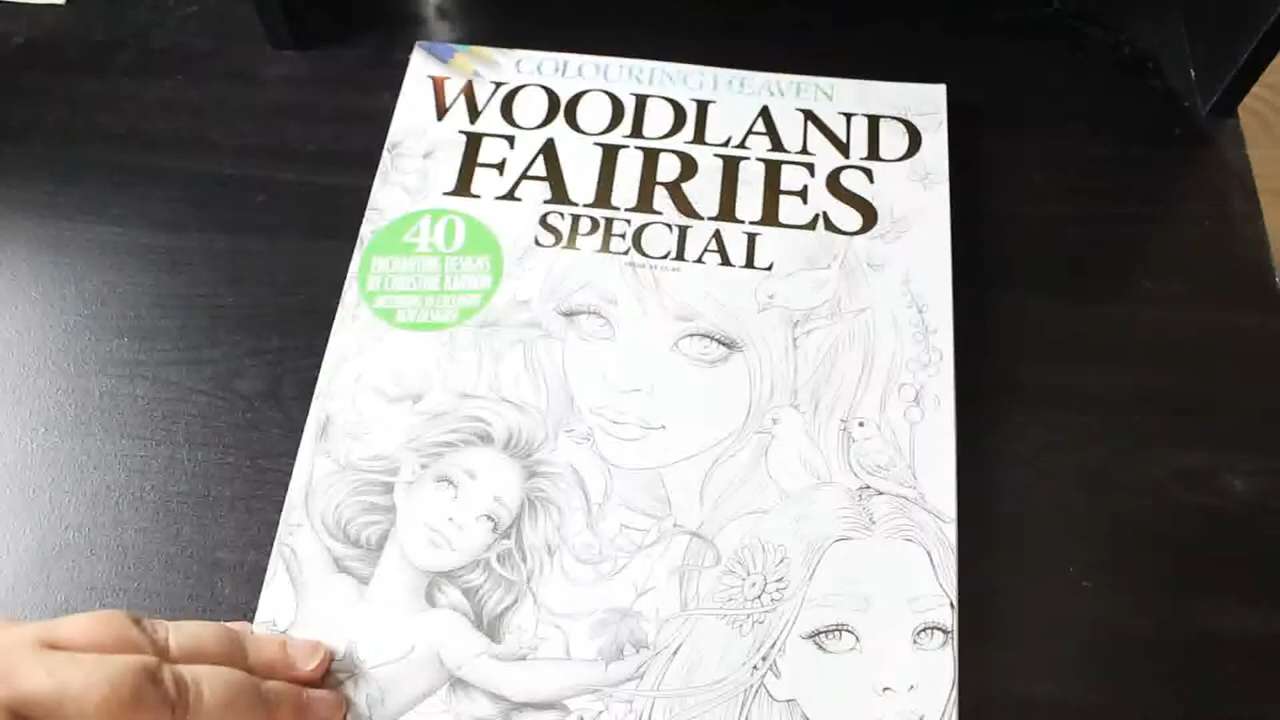 COLOURING HEAVEN
WOODLAND
FAIRIES
SPECIAL
40
ENCHANTING DESIGNS
BY CHRISTINE KARRON